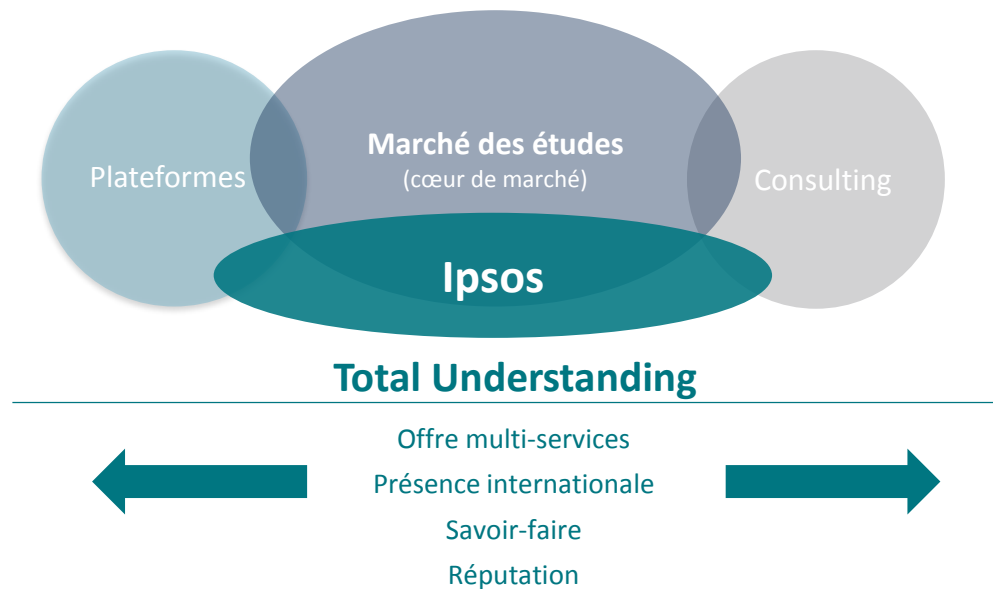 Plateformes
Marché des études
(cœur de marché)
Consulting
Ipsos
Total Understanding
Offre multi-services
Présence internationale
Savoir-faire
Réputation